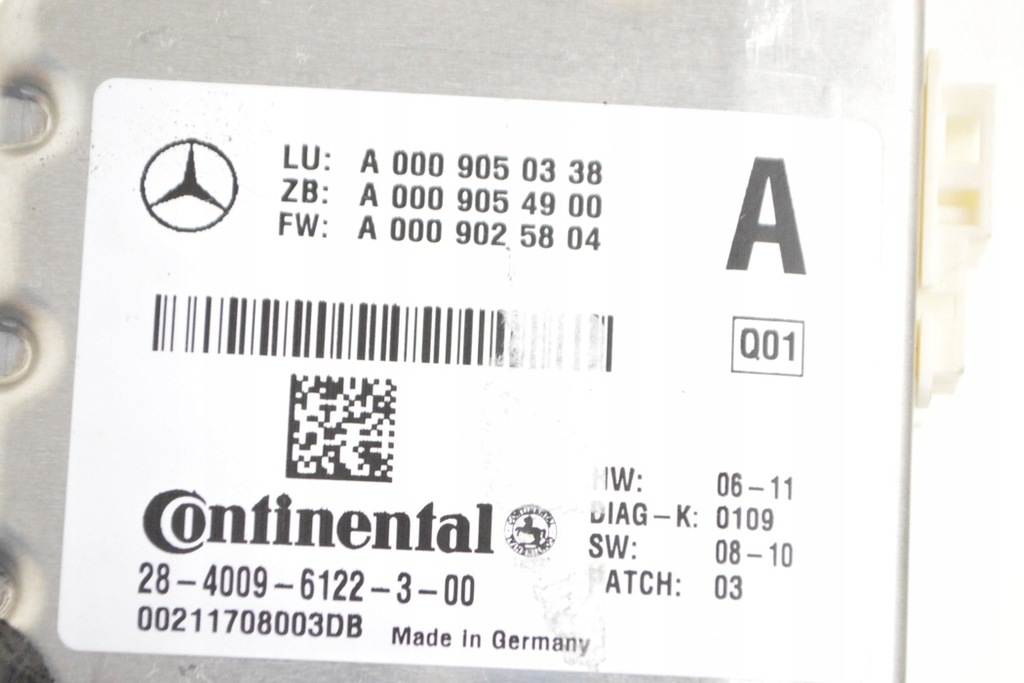 LU: A 000 905 03 38
ZB: A 000 905 49 00
FW: A 000 902 58 04
A
Q01
Continental
28-4009-6122-3-00
00211708003DB
Made in Germany
HW: 06-11
DIAG-K: 0109
SW: 08-10
PATCH: 03